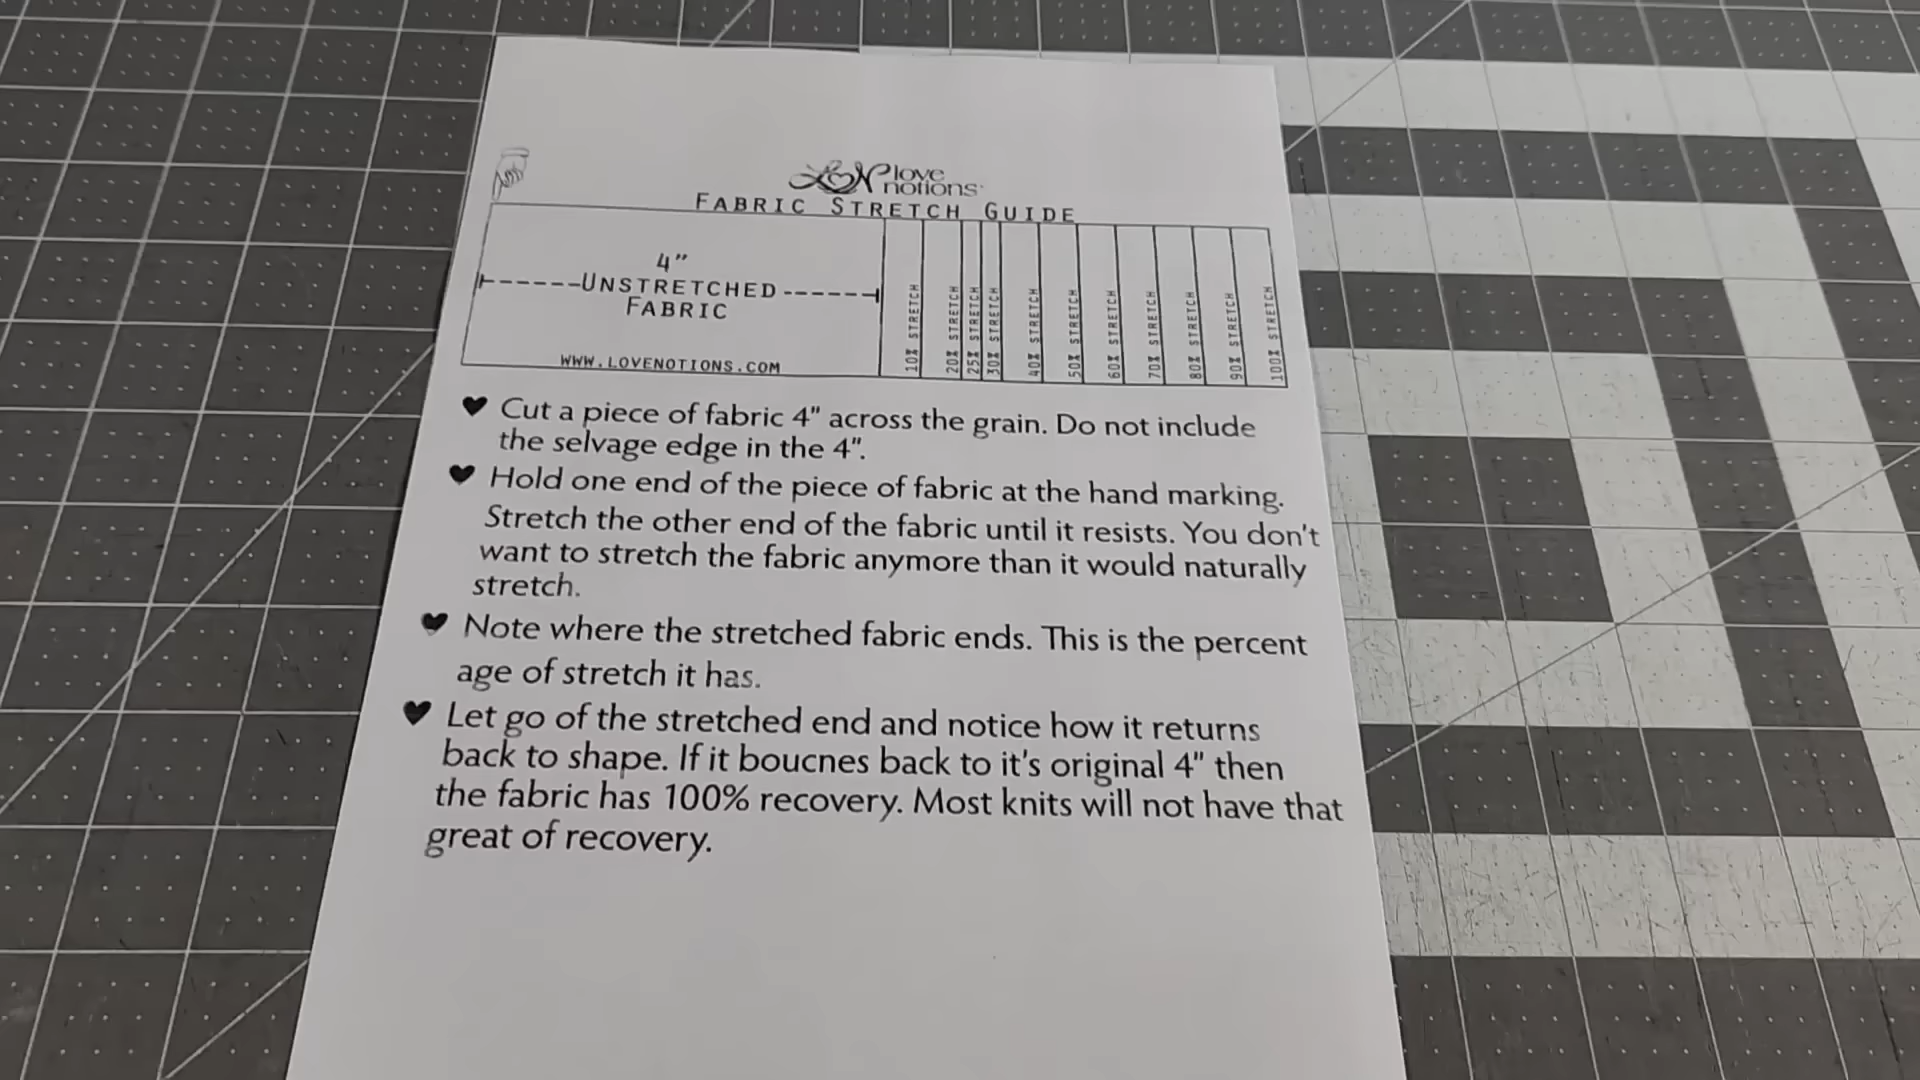 LN love
notions
FABRIC STRETCH GUIDE
4"
UNSTRETCHED
FABRIC
WWW.LOVENOTIONS.COM
10% STRETCH
20% STRETCH
25% STRETCH
30% STRETCH
40% STRETCH
50% STRETCH
60% STRETCH
70% STRETCH
80% STRETCH
90% STRETCH
100% STRETCH
Cut a piece of fabric 4" across the grain. Do not include
the selvage edge in the 4".
Hold one end of the piece of fabric at the hand marking.
Stretch the other end of the fabric until it resists. You don't
want to stretch the fabric anymore than it would naturally
stretch.
Note where the stretched fabric ends. This is the percent
age of stretch it has.
Let go of the stretched end and notice how it returns
back to shape. If it boucnes back to it's original 4" then
the fabric has 100% recovery. Most knits will not have that
great of recovery.